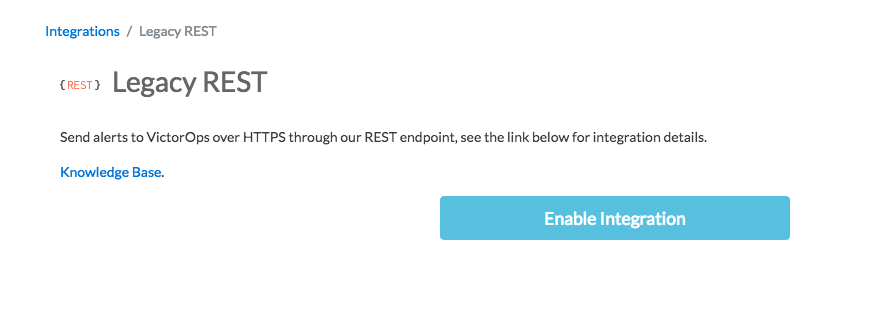 Integrations / Legacy REST
{REST} Legacy REST
Send alerts to VictorOps over HTTPS through our REST endpoint, see the link below for integration details.
Knowledge Base.
Enable Integration